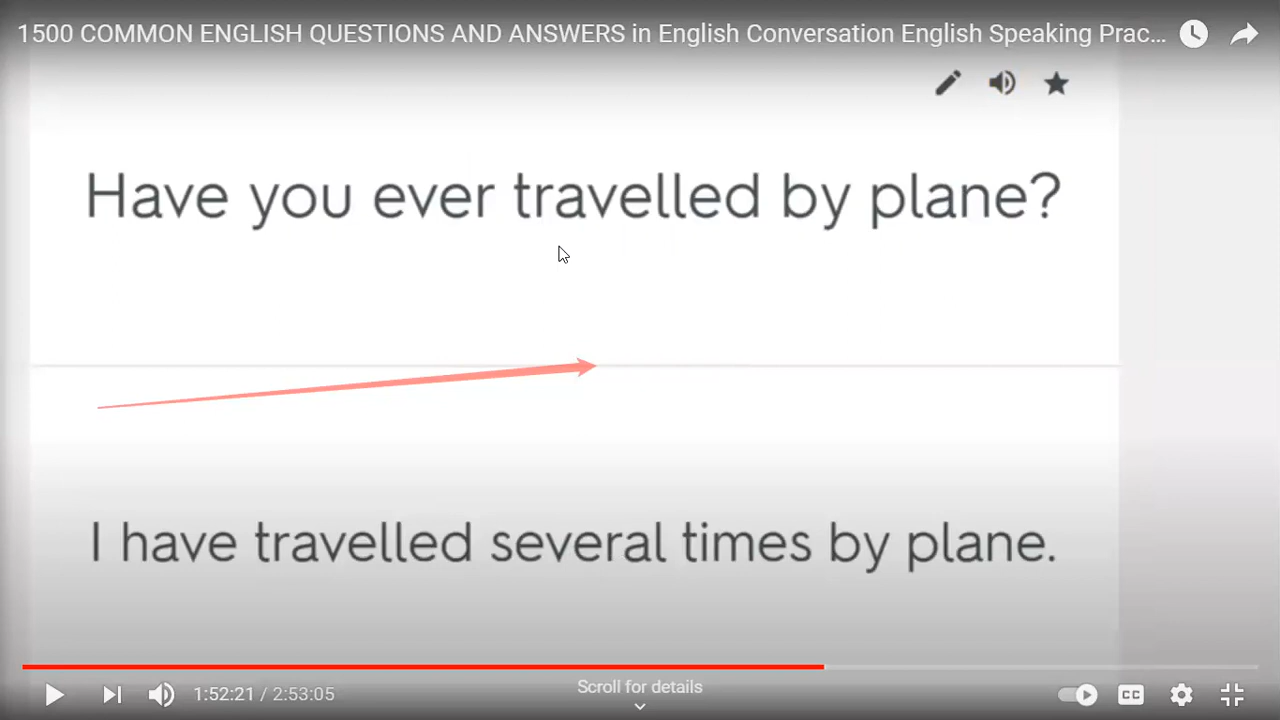 1500 COMMON ENGLISH QUESTIONS AND ANSWERS in English Conversation English Speaking Prac...
Have you ever travelled by plane?
I have travelled several times by plane.
1:52:21 / 2:53:05
Scroll for details
CC